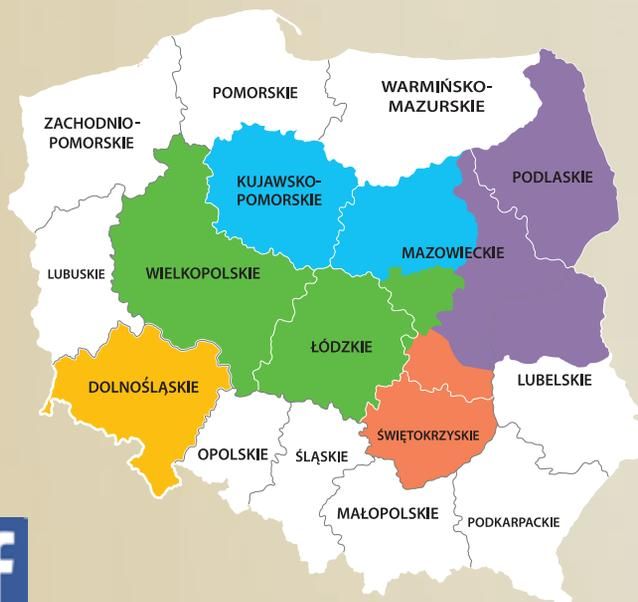 POMORSKIE
WARMIŃSKO-
MAZURSKIE
ZACHODNIO-
POMORSKIE
KUJAWSKO-
POMORSKIE
PODLASKIE
MAZOWIECKIE
LUBUSKIE
WIELKOPOLSKIE
ŁÓDZKIE
DOLNOŚLĄSKIE
LUBELSKIE
ŚWIĘTOKRZYSKIE
OPOLSKIE
ŚLĄSKIE
MAŁOPOLSKIE
PODKARPACKIE
f